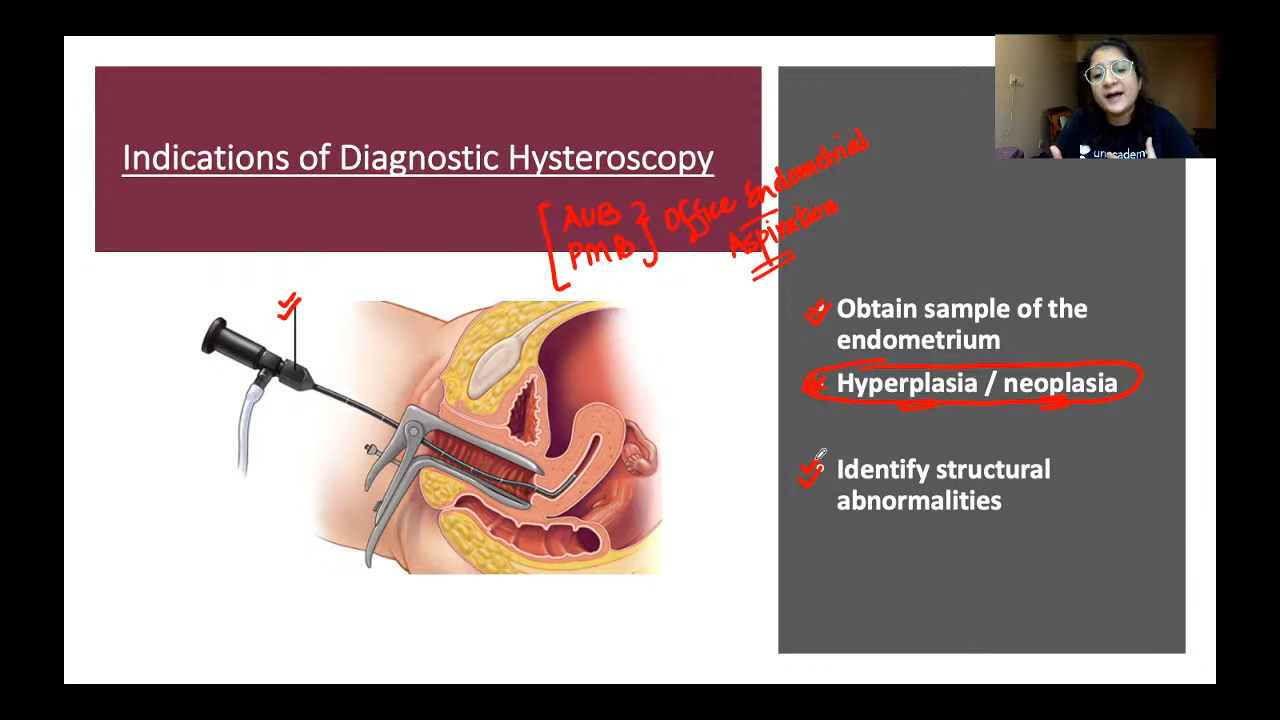 Indications of Diagnostic Hysteroscopy
AUB
PMB
Office Endometrial
Aspiration
Obtain sample of the
endometrium
Hyperplasia / neoplasia
Identify structural
abnormalities
unacademy